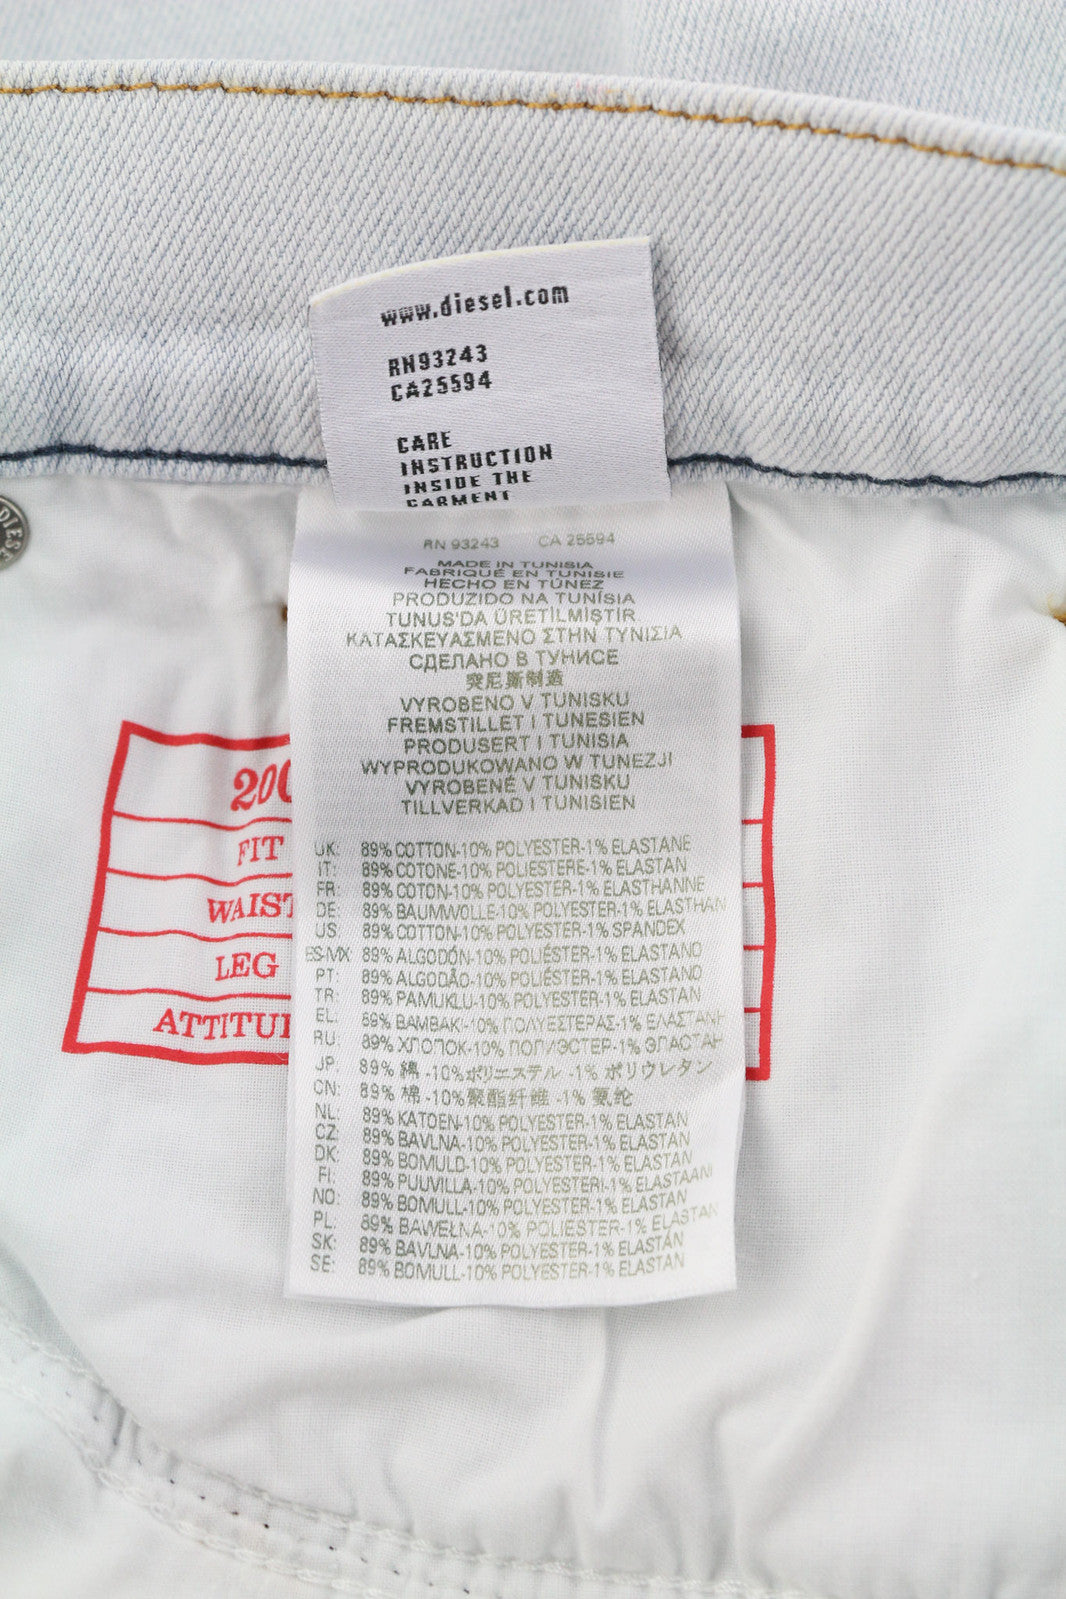 www.diesel.com
RN93243
CA25594
CARE
INSTRUCTION
INSIDE THE
GARMENT
DIESE
RN 93243 CA 25594
MADE IN TUNISIA
FABRIQUÉ EN TUNISIE
HECHO EN TÚNEZ
PRODUZIDO NA TUNÍSIA
TUNUS'DA ÜRETİLMİŞTİR
ΚΑΤΑΣΚΕΥΑΣΜΕΝΟ ΣΤΗΝ ΤΥΝΙΣΙΑ
СДЕЛАНО В ТУНИСЕ
突尼斯制造
VYROBENO V TUNISKU
FREMSTILLET I TUNESIEN
PRODUSERT I TUNISIA
WYPRODUKOWANO W TUNEZJI
VYROBENÉ V TUNISKU
TILLVERKAD I TUNISIEN
200
FIT
WAIST
LEG
ATTITU
UK: 89% COTTON-10% POLYESTER-1% ELASTANE
IT: 89% COTONE-10% POLIESTERE-1% ELASTAN
FR: 89% COTON-10% POLYESTER-1% ELASTHANNE
DE: 89% BAUMWOLLE-10% POLYESTER-1% ELASTHAN
US: 89% COTTON-10% POLYESTER-1% SPANDEX
ES-MX: 89% ALGODÓN-10% POLIÉSTER-1% ELASTANO
PT: 89% ALGODÃO-10% POLIÉSTER-1% ELASTANO
TR: 89% PAMUKLU-10% POLYESTER-1% ELASTAN
EL: 89% ΒΑΜΒΑΚΙ-10% ΠΟΛΥΕΣΤΕΡΑΣ-1% ΕΛΑΣΤΑΝΗ
RU: 89% ХЛОПОК-10% ПОЛИЭСТЕР-1% ЭЛАСТАН
JP: 89% 綿 -10%ポリエステル -1% ポリウレタン
CN: 89% 棉 -10%聚酯纤维 -1% 氨纶
NL: 89% KATOEN-10% POLYESTER-1% ELASTAN
CZ: 89% BAVLNA-10% POLYESTER-1% ELASTAN
DK: 89% BOMULD-10% POLYESTER-1% ELASTAN
FI: 89% PUUVILLA-10% POLYESTERI-1% ELASTAANI
NO: 89% BOMULL-10% POLYESTER-1% ELASTAN
PL: 89% BAWEŁNA-10% POLIESTER-1% ELASTAN
SK: 89% BAVLNA-10% POLYESTER-1% ELASTAN
SE: 89% BOMULL-10% POLYESTER-1% ELASTAN